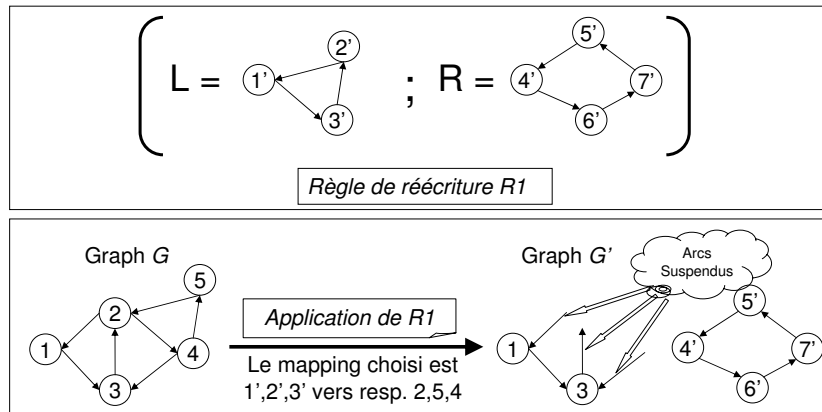 L = 1' 2' 3' ; R = 4' 5' 6' 7'
Règle de réécriture R1
Graph G
1 2 3 4 5
Application de R1
Le mapping choisi est
1',2',3' vers resp. 2,5,4
Graph G'
Arcs
Suspendus
1 3
5'
4' 7'
6'